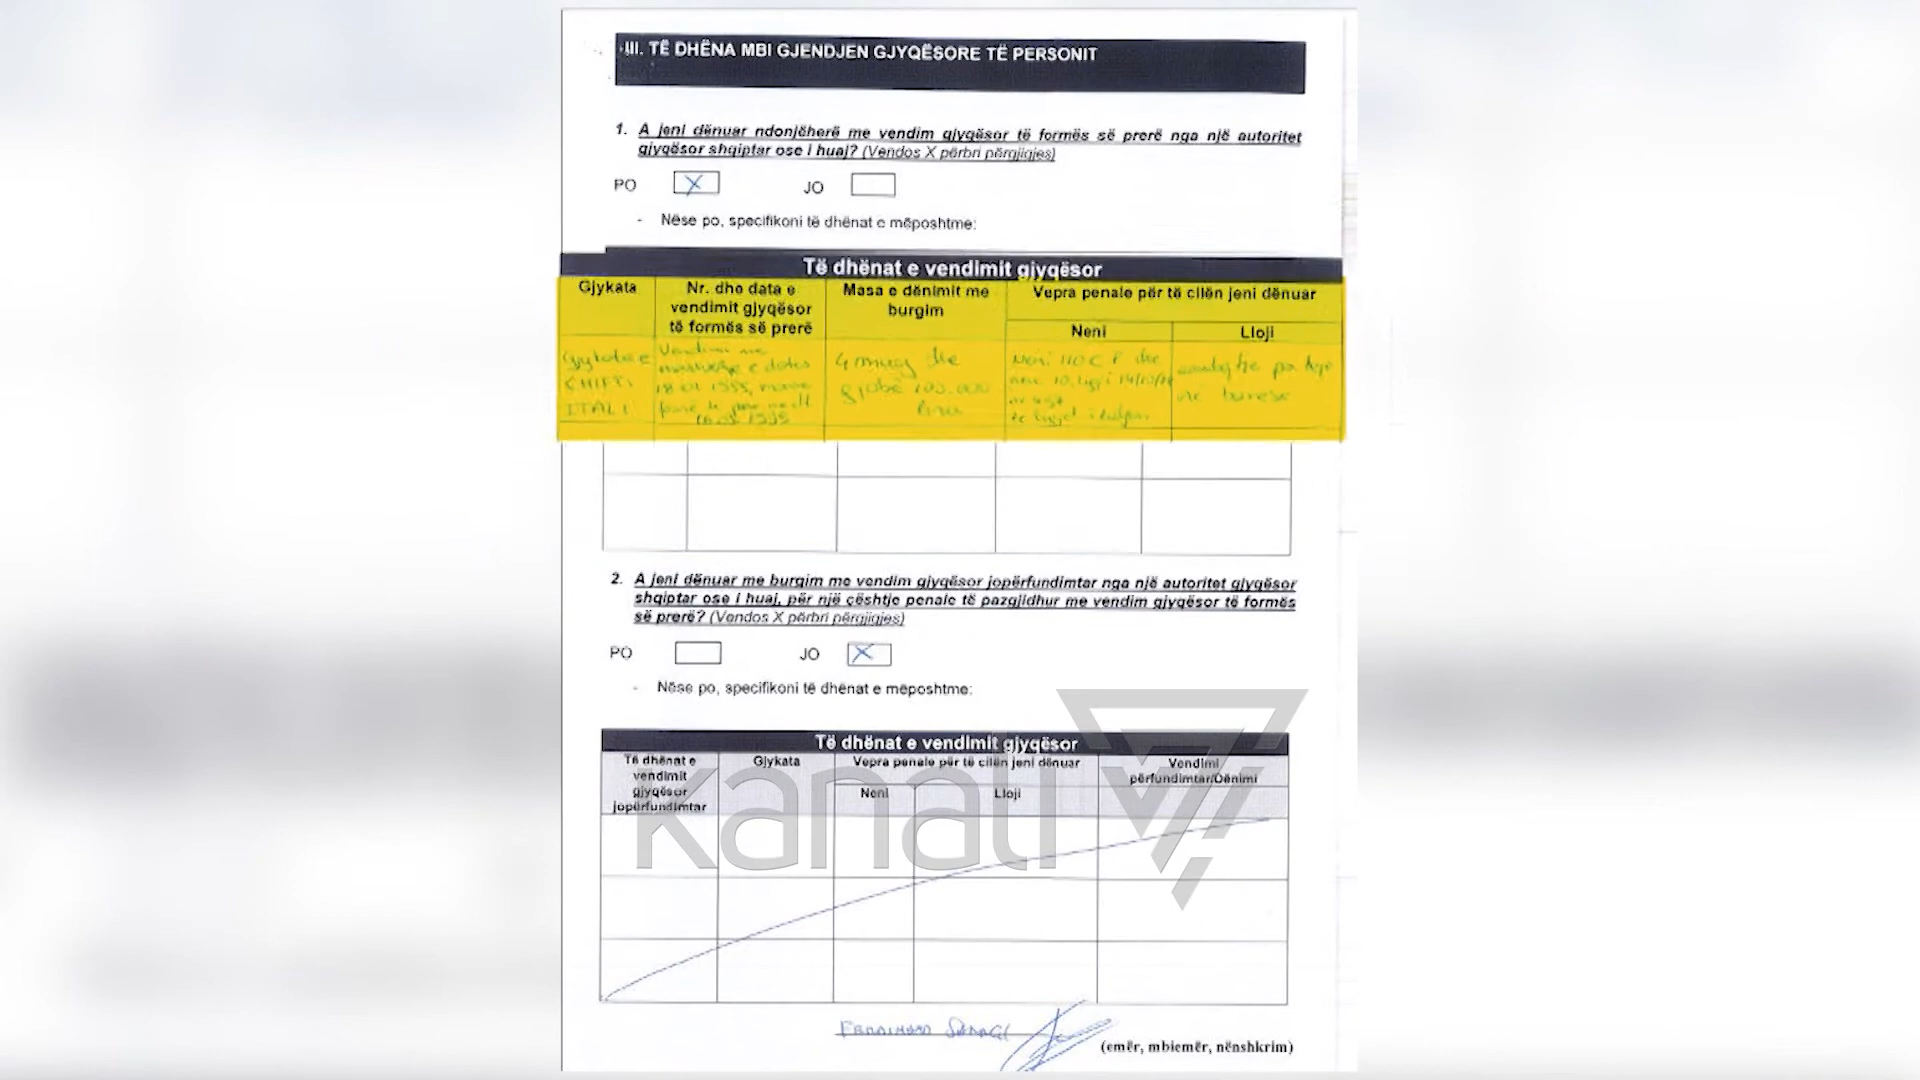 III. TË DHËNA MBI GJENDJEN GJYQËSORE TË PERSONIT
1. A jeni dënuar ndonjëherë me vendim gjyqësor të formës së prerë nga një autoritet
gjyqësor shqiptar ose i huaj? (Vendos X përbri përgjigjes)
PO X JO
- Nëse po, specifikoni të dhënat e mëposhtme:
Të dhënat e vendimit gjyqësor
Gjykata
Nr. dhe data e
vendimit gjyqësor
të formës së prerë
Masa e dënimit me
burgim
Vepra penale për të cilën jeni dënuar
Neni
Lloji
Gjykata e
CHIETI
ITALI
4 muaj dhe
gjobë
2. A jeni dënuar me burgim me vendim gjyqësor jopërfundimtar nga një autoritet gjyqësor
shqiptar ose i huaj, për një çështje penale të pazgjidhur me vendim gjyqësor të formës
së prerë? (Vendos X përbri përgjigjes)
PO JO X
- Nëse po, specifikoni të dhënat e mëposhtme:
Të dhënat e vendimit gjyqësor
Të dhënat e
vendimit
gjyqësor
jopërfundimtar
Gjykata
Vepra penale për të cilën jeni dënuar
Neni
Lloji
Vendimi
përfundimtar/Dënimi
kanali 7
(emër, mbiemër, nënshkrim)